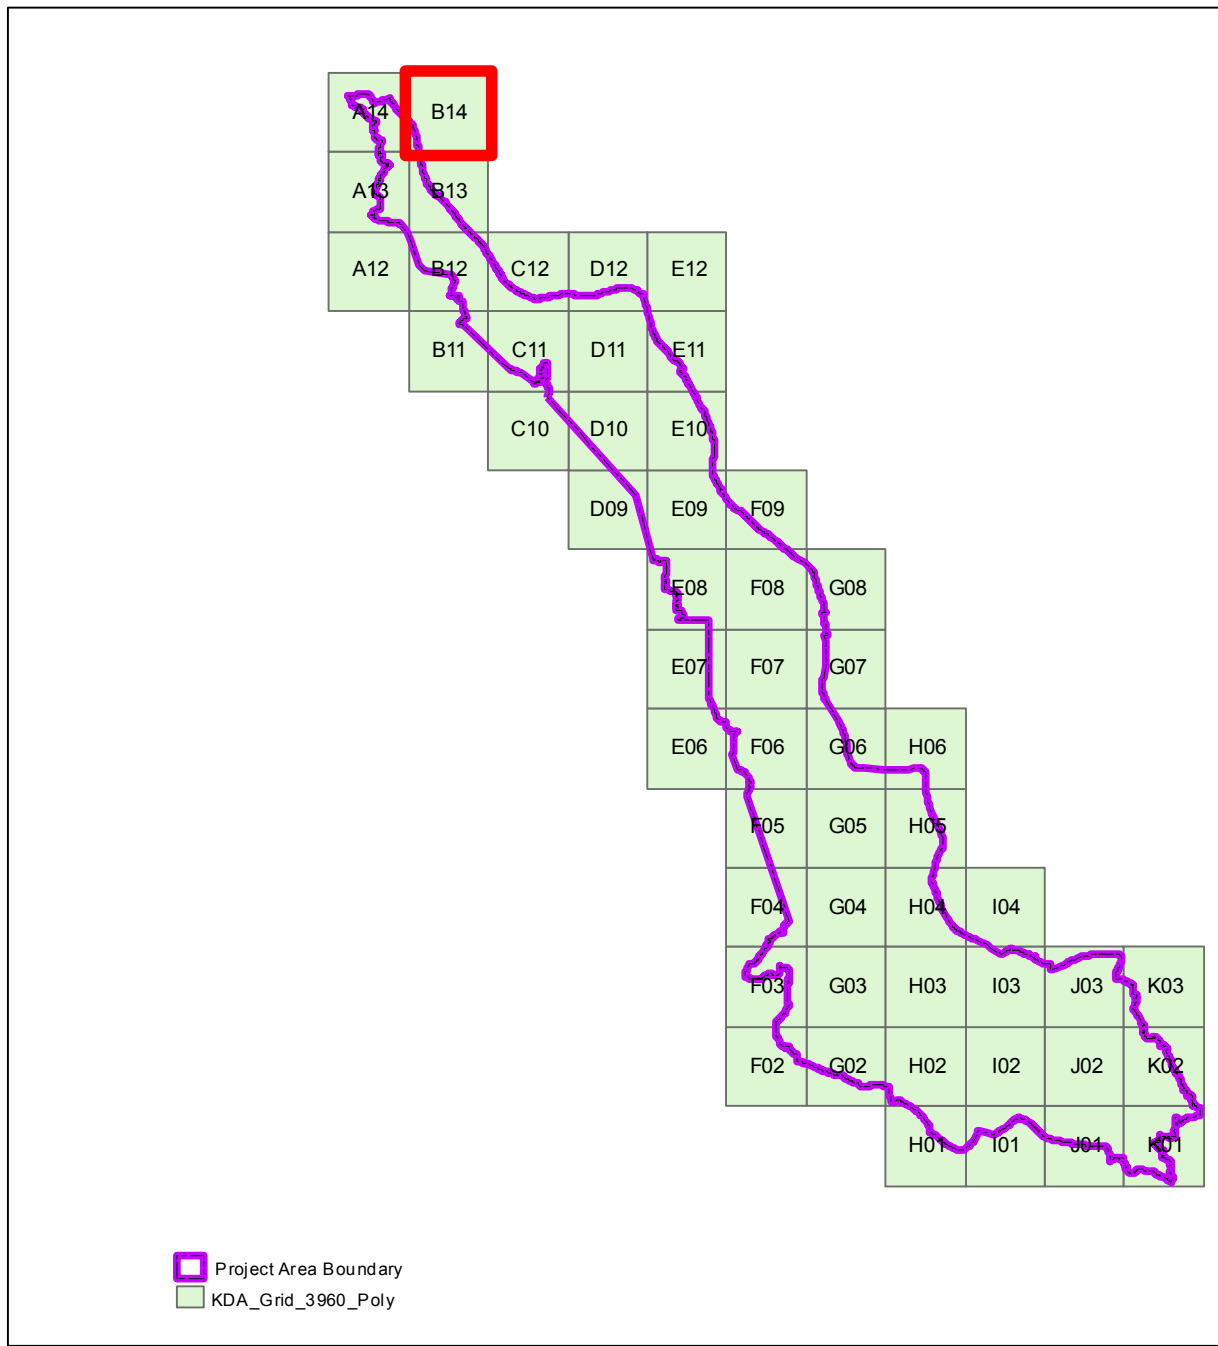 A14 B14
A13 B13
A12 B12 C12 D12 E12
B11 C11 D11 E11
C10 D10 E10
D09 E09 F09
E08 F08 G08
E07 F07 G07
E06 F06 G06 H06
F05 G05 H05
F04 G04 H04 I04
F03 G03 H03 I03 J03 K03
F02 G02 H02 I02 J02 K02
H01 I01 J01 K01
Project Area Boundary
KDA_Grid_3960_Poly